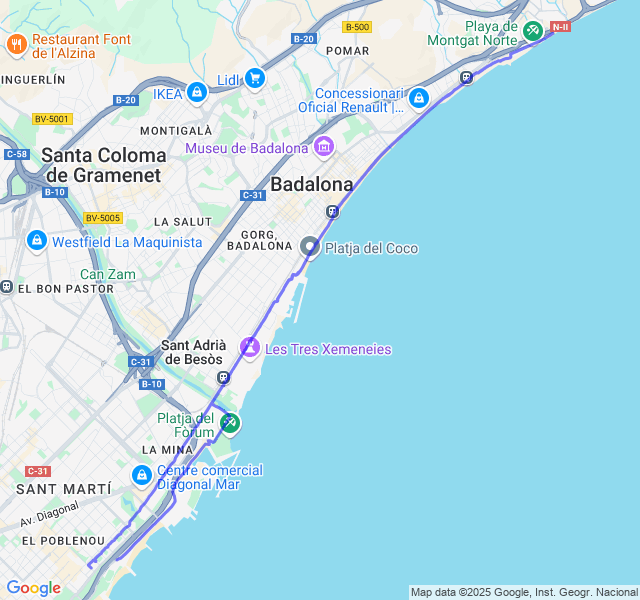 B-500
Playa de
Montgat Norte
N-II
Restaurant Font
de l'Alzina
B-20
POMAR
INGUERLÍN
Lidl
IKEA
B-20
Concessionari
Oficial Renault |...
BV-5001
MONTIGALÀ
Museu de Badalona
C-58
Santa Coloma
de Gramenet
B-10
Badalona
C-31
BV-5005
LA SALUT
Westfield La Maquinista
GORG,
BADALONA
Platja del Coco
Can Zam
EL BON PASTOR
Sant Adrià
de Besòs
Les Tres Xemeneies
C-31
B-10
Platja del
Fòrum
LA MINA
C-31
Centre comercial
Diagonal Mar
SANT MARTÍ
Av. Diagonal
EL POBLENOU
Google
Map data ©2025 Google, Inst. Geogr. Nacional